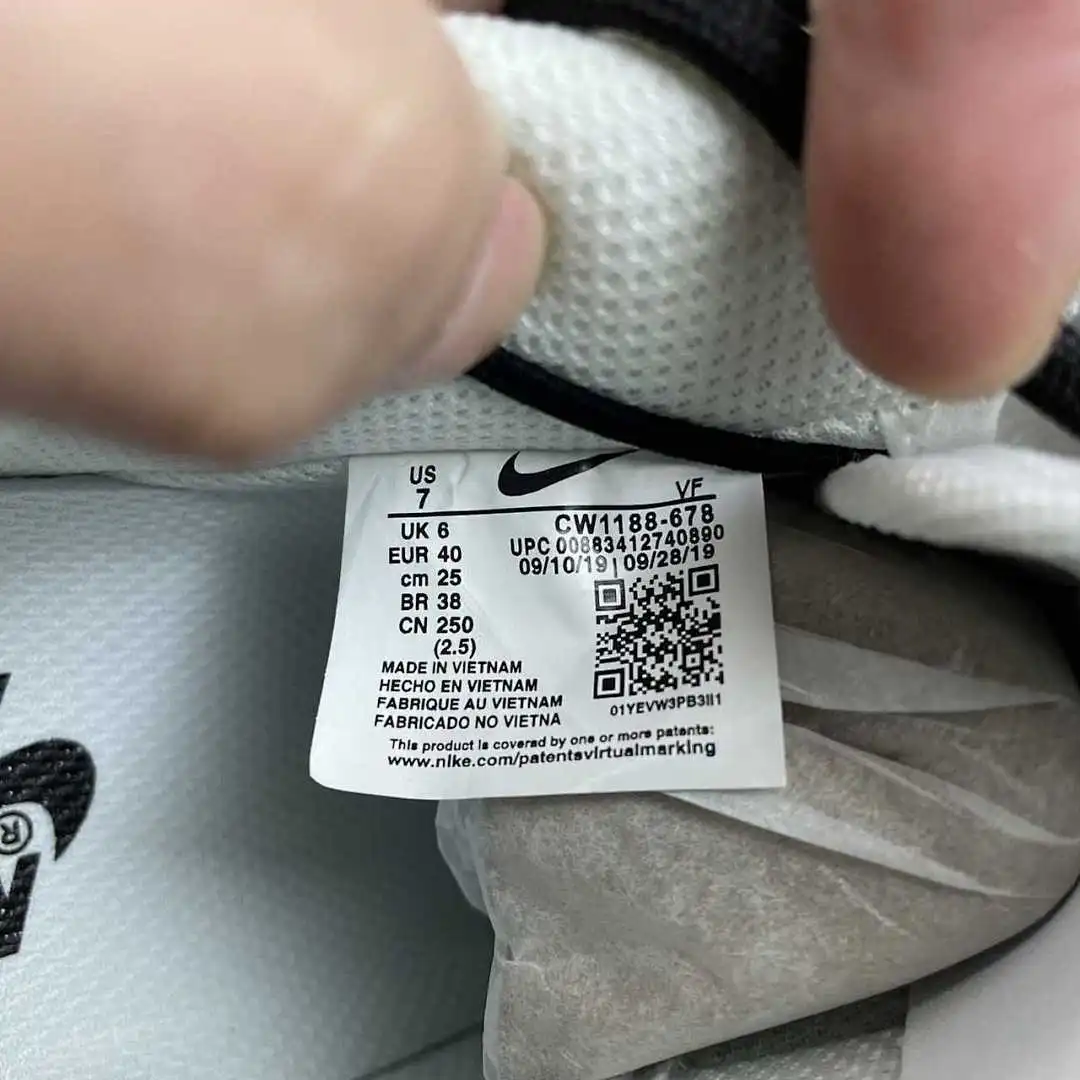 US
7
VF
UK 6
CW1188-678
EUR 40
UPC 00883412740890
cm 25
09/10/19 | 09/28/19
BR 38
CN 250
(2.5)
MADE IN VIETNAM
HECHO EN VIETNAM
FABRIQUE AU VIETNAM
FABRICADO NO VIETNA
01YEVW3PB3II1
This product is covered by one or more patents:
www.nike.com/patentsvirtualmarking
®